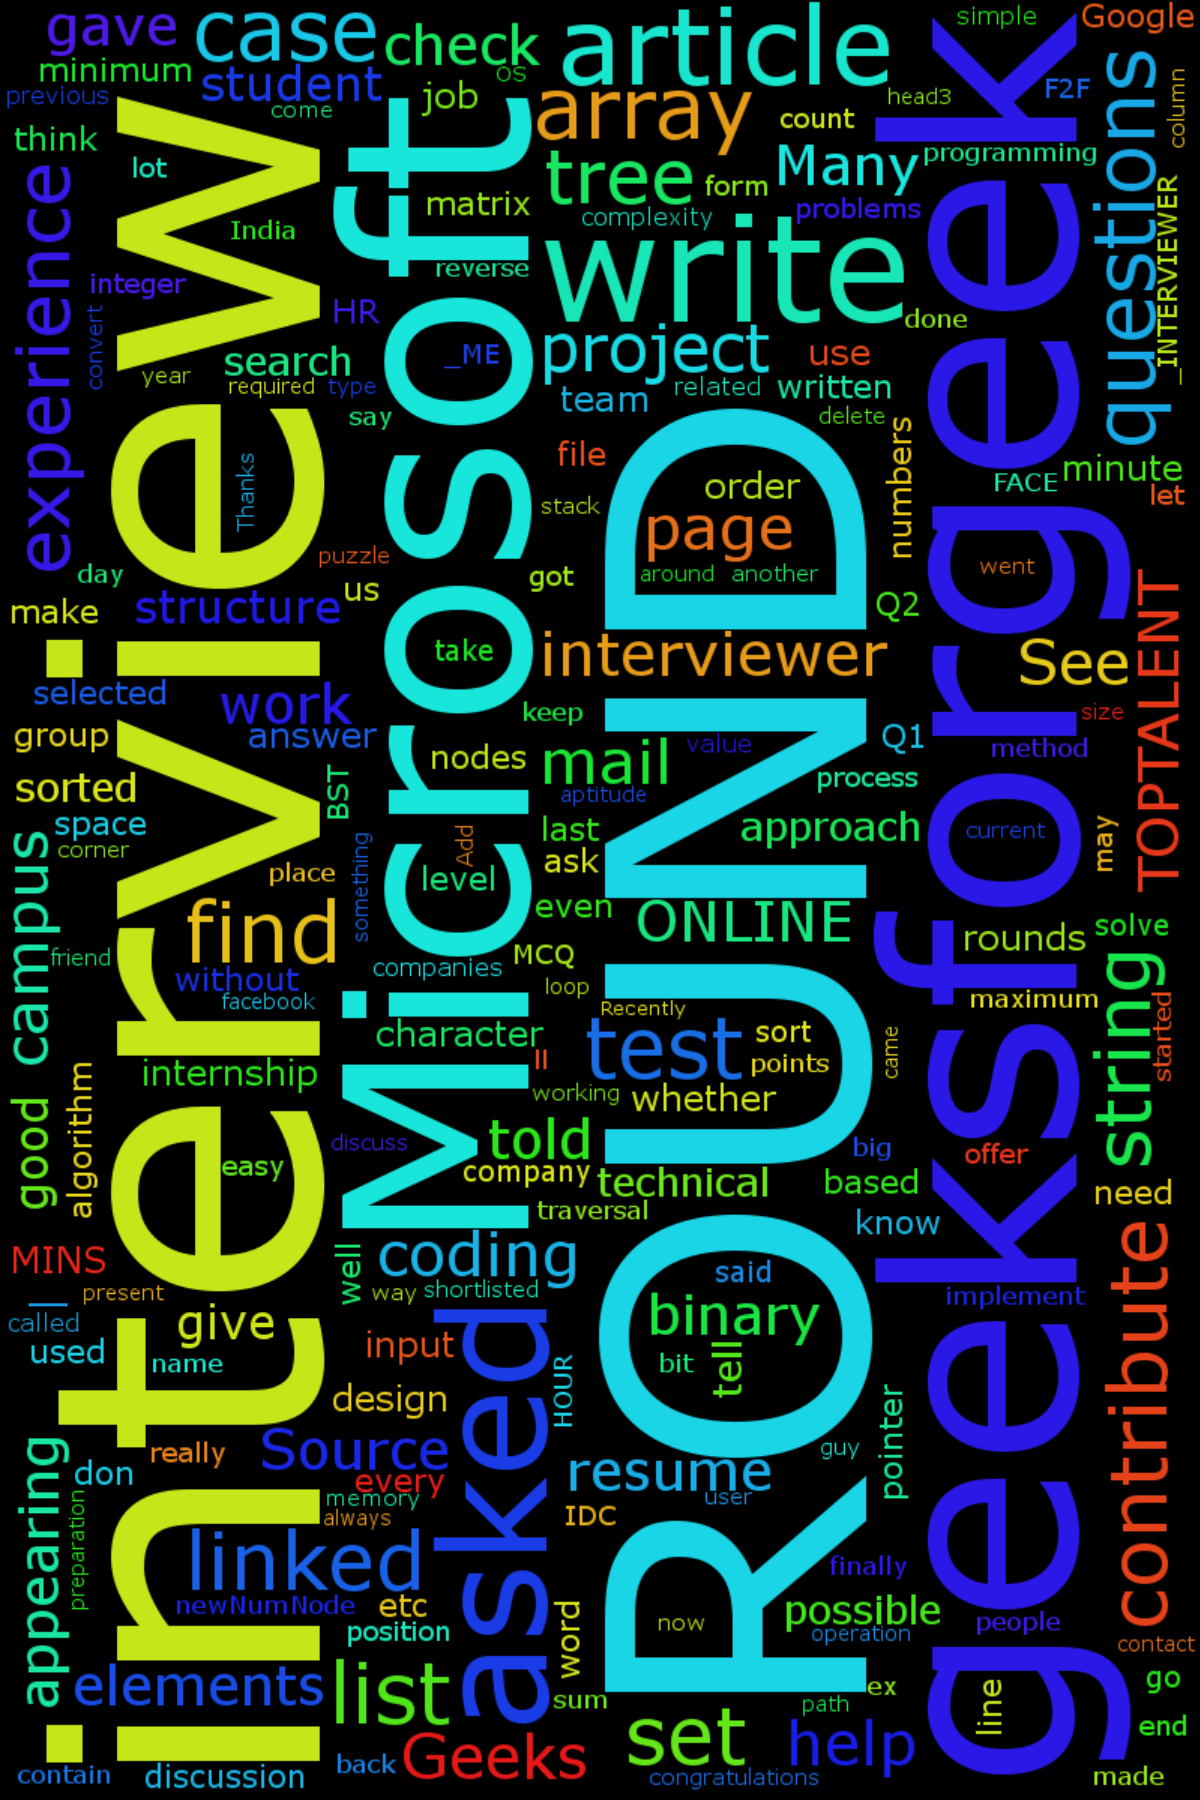 gave
case
check
article
simple
Google
minimum
student
OS
job
array
head3
F2F
column
previous
come
count
think
lot
tree
form
Many
programming
questions
experience
India
matrix
complexity
problems
_INTERVIEWER
reverse
write
integer
HR
convert
search
_ME
project
use
done
year
required
type
team
related
written
say
delete
interview
Microsoft
ROUND
geeksforgeek
file
numbers
FACE
minute
let
Thanks
stack
order
page
puzzle
day
us
got
around
another
went
make
structure
Q2
take
interviewer
See
TOPTALENT
selected
work
keep
size
group
answer
nodes
mail
value
Q1
method
sorted
BST
aptitude
process
space
something
Add
last
approach
current
may
corner
campus
place
level
ask
find
even
ONLINE
rounds
solve
friend
without
companies
MCQ
facebook
loop
maximum
string
started
character
Recently
test
sort
came
internship
ll
points
algorithm
working
whether
good
discuss
told
big
offer
easy
company
technical
based
need
traversal
know
MINS
well
coding
said
contribute
present
way
shortlisted
implement
_
called
give
binary
used
name
input
bit
tell
HOUR
design
asked
pointer
appearing
really
Source
guy
don
every
resume
user
preparation
memory
always
IDC
linked
finally
newNumNode
etc
word
now
possible
people
position
operation
contact
elements
list
sum
ex
path
line
go
set
help
end
contain
discussion
back
Geeks
congratulations
made